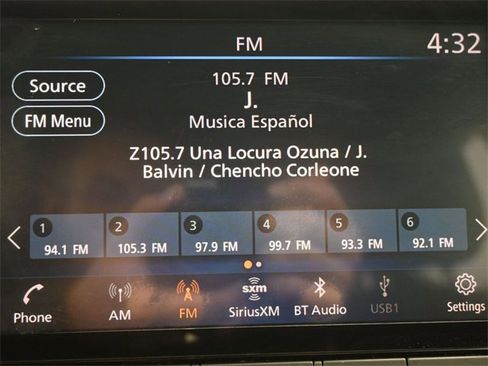 FM
4:32
Source
105.7 FM
J.
FM Menu
Musica Español
Z105.7 Una Locura Ozuna / J.
Balvin / Chencho Corleone
1 2 3 4 5 6
94.1 FM 105.3 FM 97.9 FM 99.7 FM 93.3 FM 92.1 FM
sxm
Phone AM FM SiriusXM BT Audio USB1 Settings